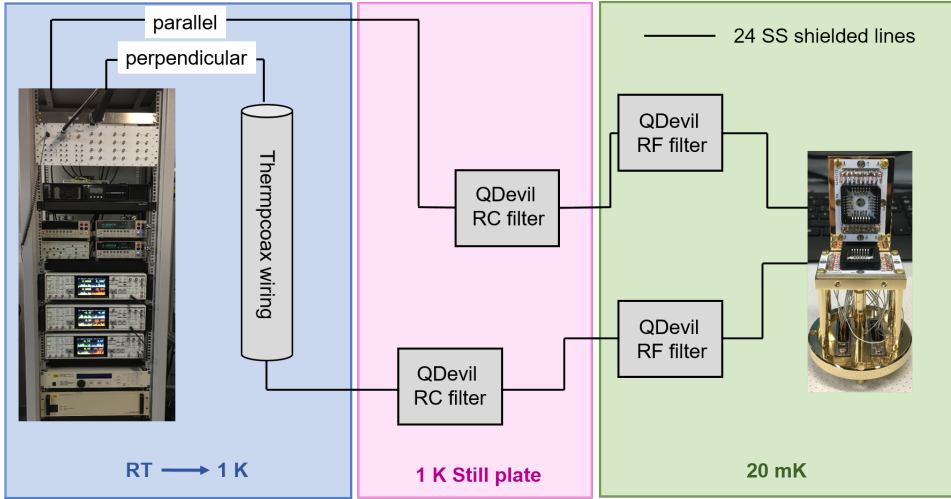 parallel
perpendicular
24 SS shielded lines
Thermpcoax wiring
QDevil
RF filter
QDevil
RC filter
QDevil
RF filter
QDevil
RC filter
RT → 1 K
1 K Still plate
20 mK